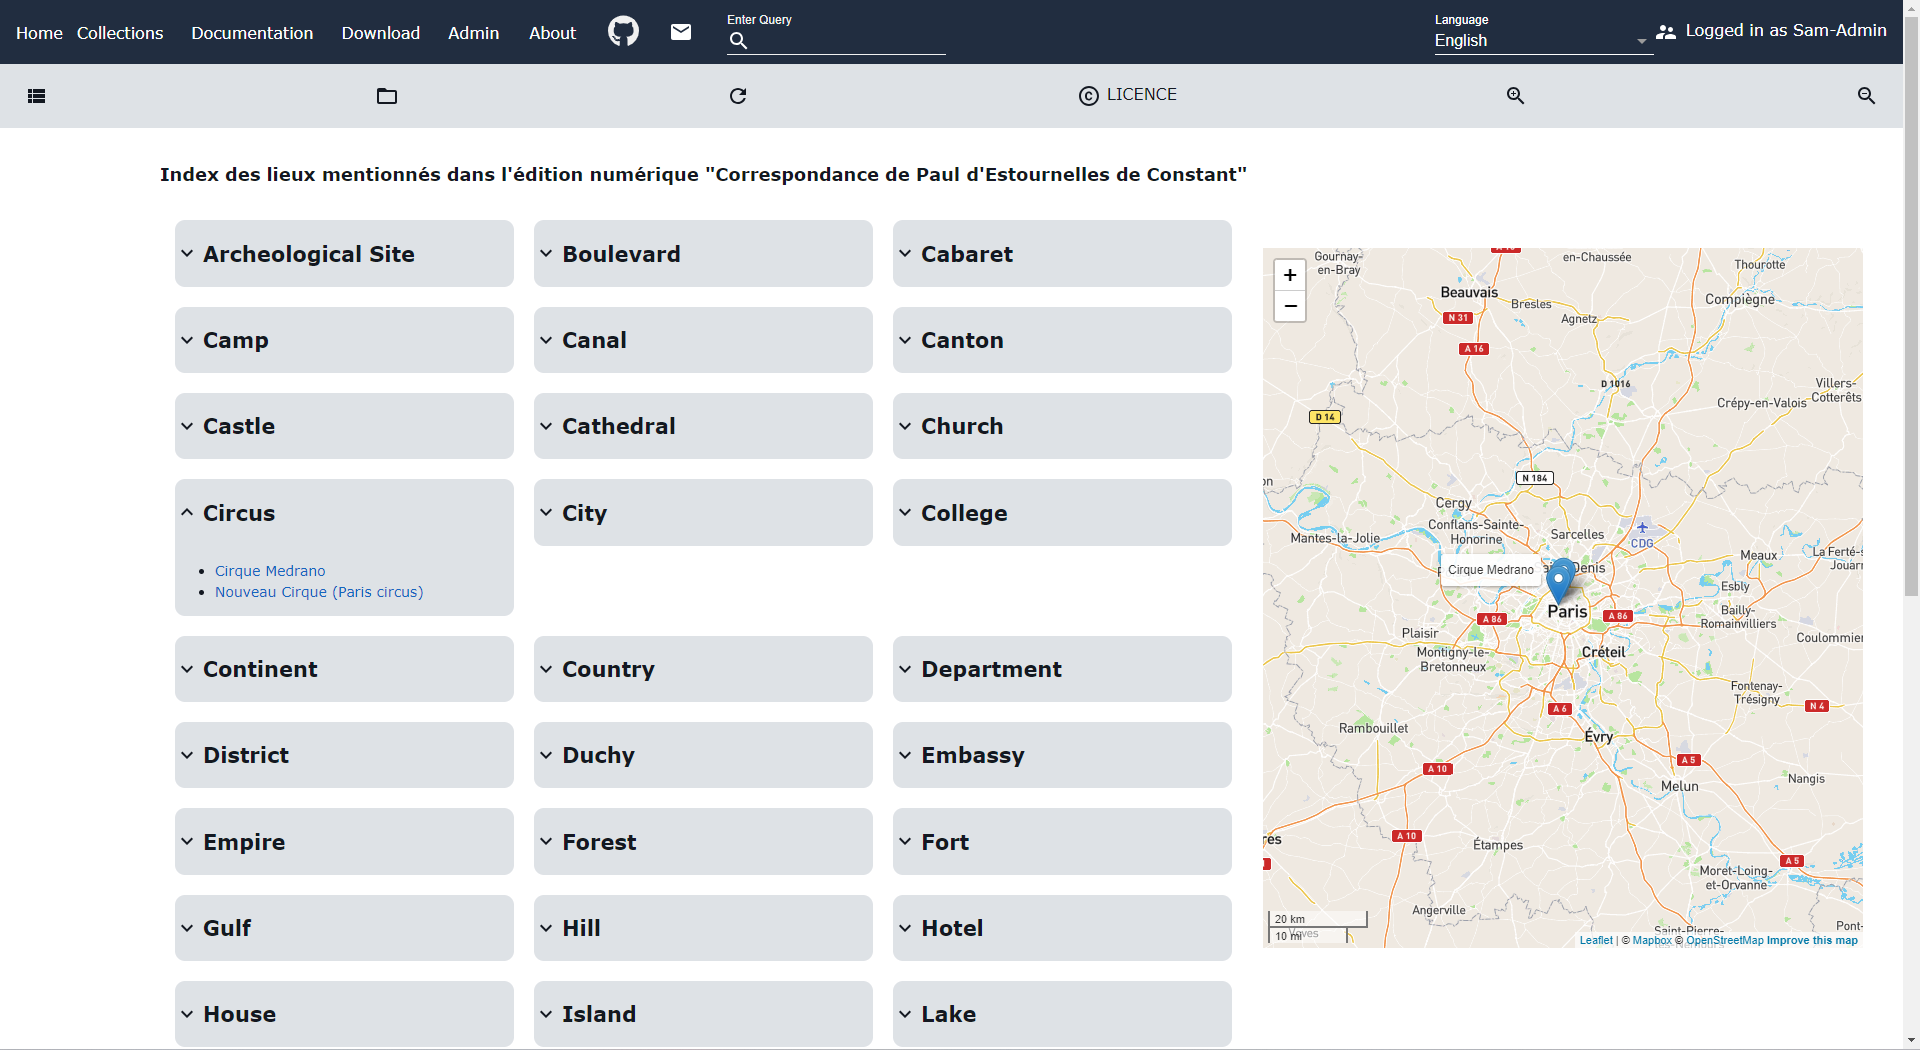 Home Collections Documentation Download Admin About
Enter Query
Language
English
Logged in as Sam-Admin
LICENCE
Index des lieux mentionnés dans l'édition numérique "Correspondance de Paul d'Estournelles de Constant"
Archeological Site
Boulevard
Cabaret
Camp
Canal
Canton
Castle
Cathedral
Church
Circus
Cirque Medrano
Nouveau Cirque (Paris circus)
City
College
Continent
Country
Department
District
Duchy
Embassy
Empire
Forest
Fort
Gulf
Hill
Hotel
House
Island
Lake
+
−
Gournay-
en-Bray
en-Chaussée
Thourotte
Beauvais
Bresles
Compiègne
N 31
Agnetz
A 16
D 1016
Villers-
Cotterêts
Crépy-en-Valois
D 14
N 184
Cergy
Conflans-Sainte-
Honorine
Mantes-la-Jolie
Sarcelles
CDG
Meaux
La Ferté-s
Jouarr
Cirque Medrano
Denis
Esbly
Paris
A 86
A 86
Bailly-
Romainvilliers
Plaisir
Coulommier
Montigny-le-
Bretonneux
Créteil
Fontenay-
Trésigny
N 4
A 6
Rambouillet
Évry
A 5
A 10
Nangis
Melun
A 10
res
Étampes
A 5
Moret-Loing-
et-Orvanne
Angerville
20 km
10 mi
Voves
Pont-
Saint-Pierre-
Leaflet | © Mapbox © OpenStreetMap Improve this map